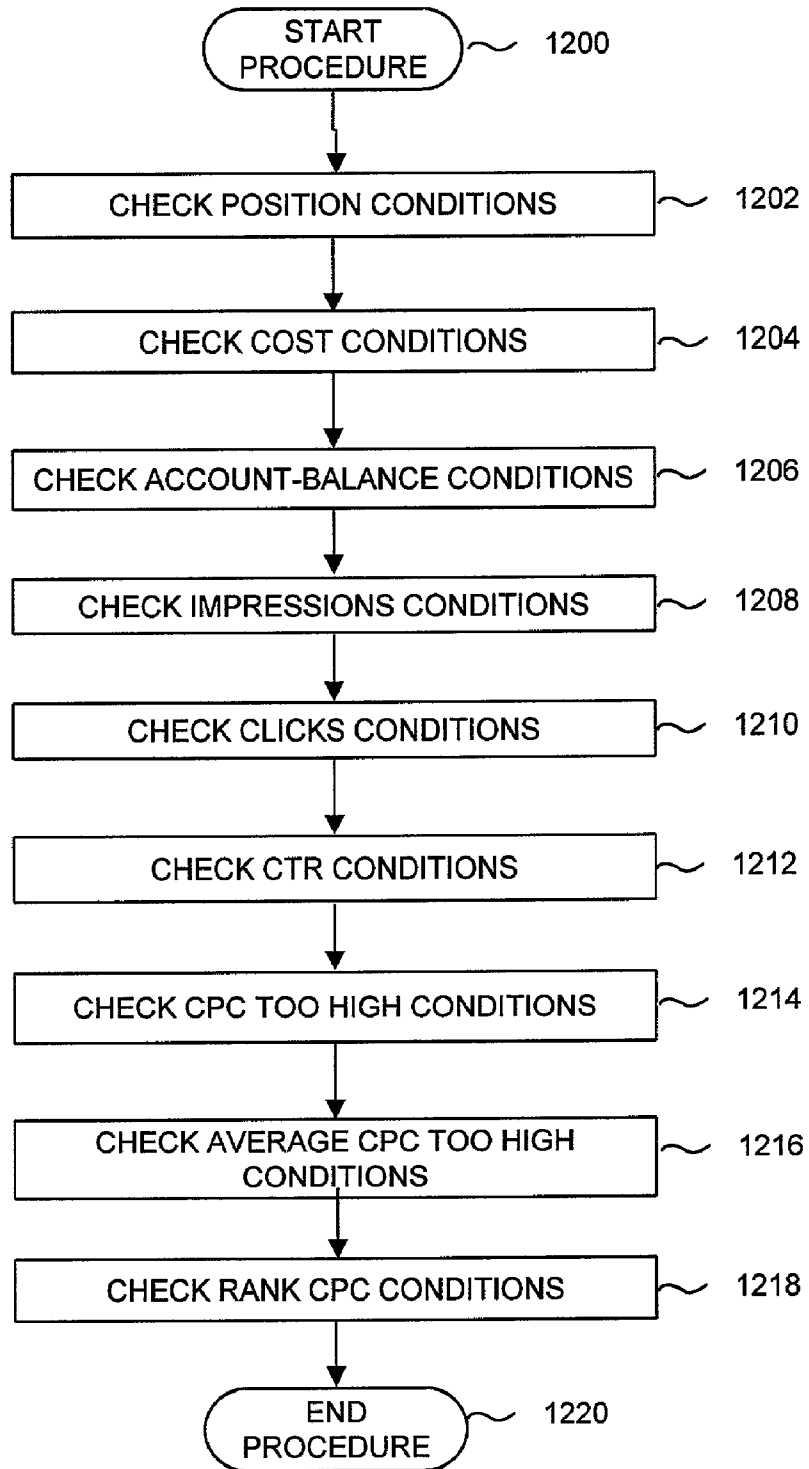 START
PROCEDURE
1200
CHECK POSITION CONDITIONS
1202
CHECK COST CONDITIONS
1204
CHECK ACCOUNT-BALANCE CONDITIONS
1206
CHECK IMPRESSIONS CONDITIONS
1208
CHECK CLICKS CONDITIONS
1210
CHECK CTR CONDITIONS
1212
CHECK CPC TOO HIGH CONDITIONS
1214
CHECK AVERAGE CPC TOO HIGH
CONDITIONS
1216
CHECK RANK CPC CONDITIONS
1218
END
PROCEDURE
1220